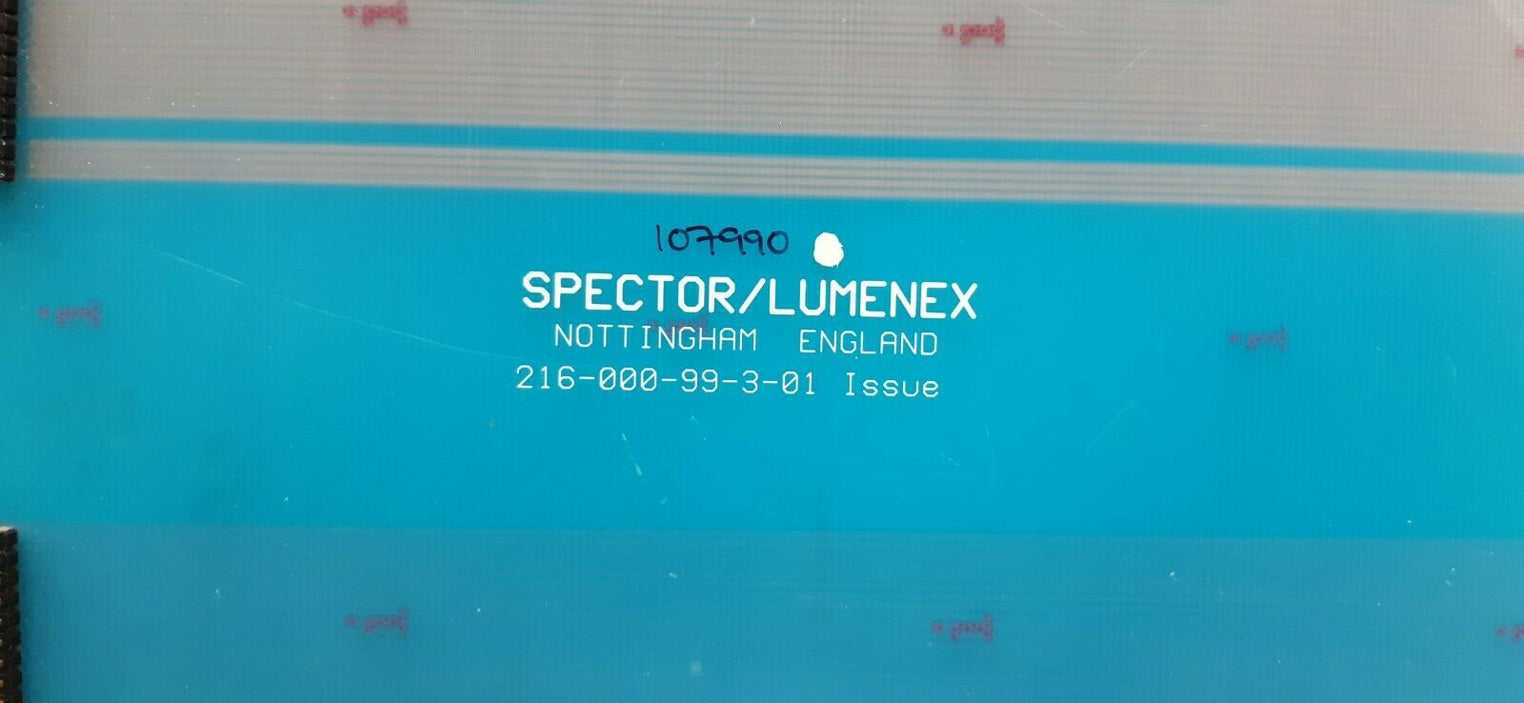 107990
SPECTOR/LUMENEX
NOTTINGHAM ENGLAND
216-000-99-3-01 Issue